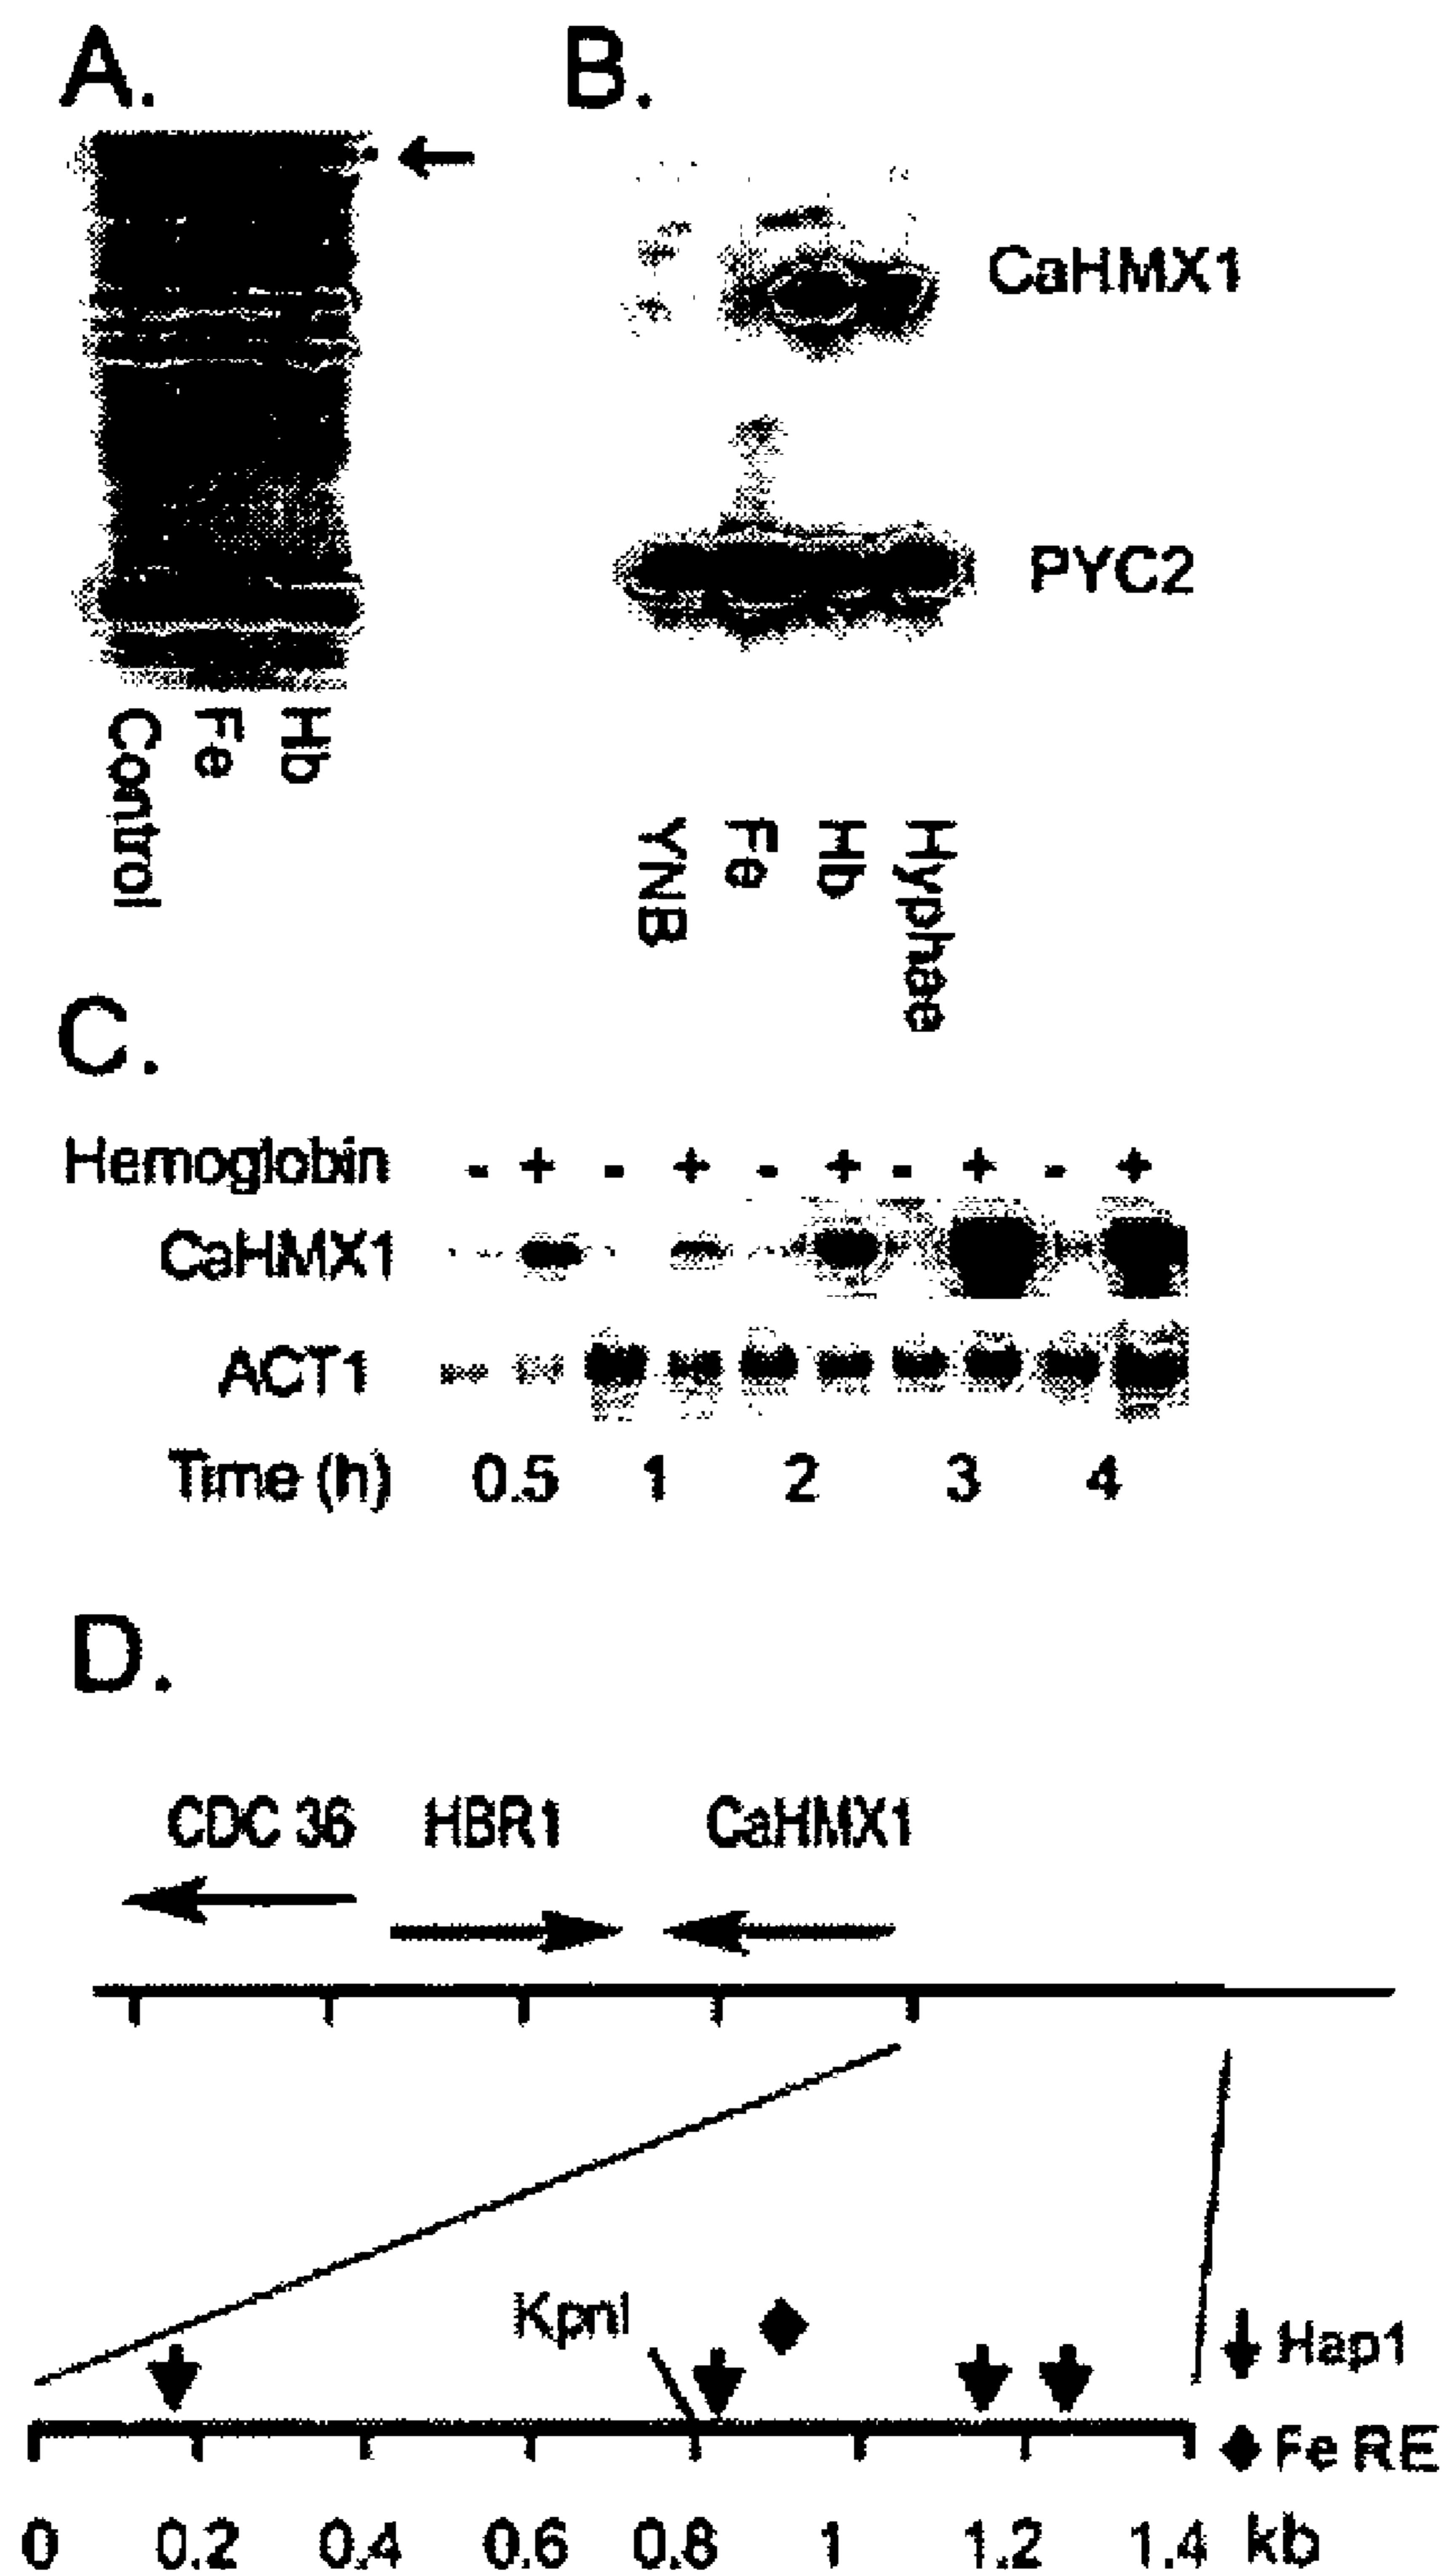 A.
B.
CaHMX1
PYC2
Control
Fe
Hb
YNB
Fe
Hb
Hyphae
C.
Hemoglobin - + - + - + - + - +
CaHMX1
ACT1
Time (h) 0.5 1 2 3 4
D.
CDC 36 HBR1 CaHMX1
KpnI
Hap1
Fe RE
0 0.2 0.4 0.6 0.8 1 1.2 1.4 kb